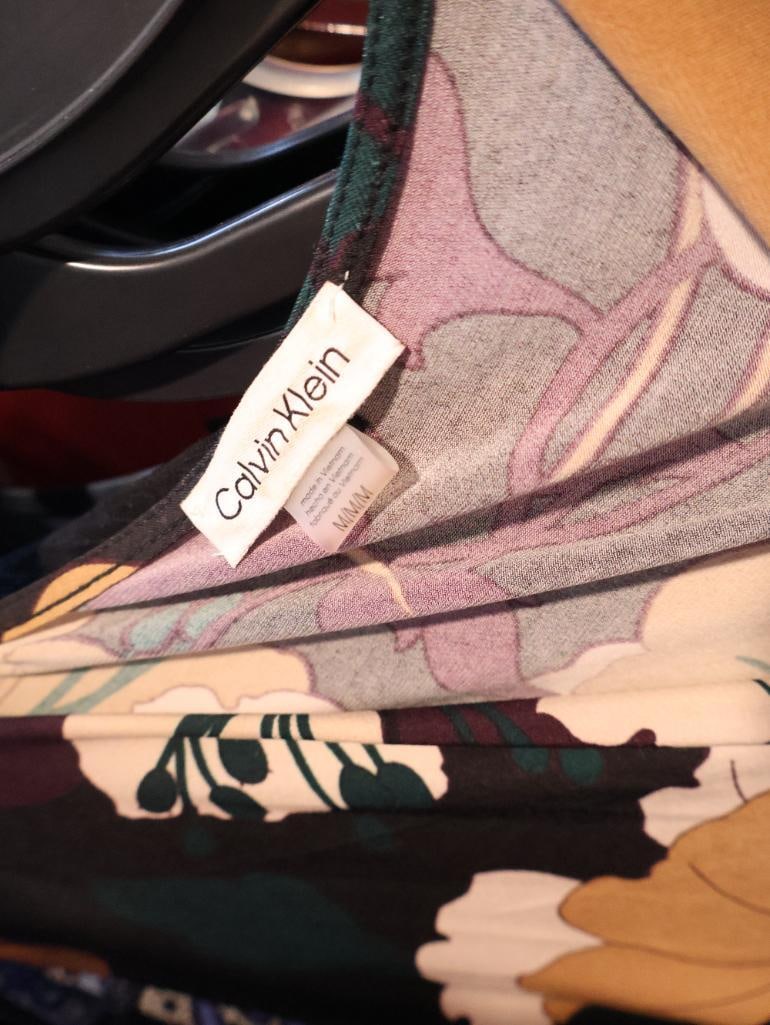 Calvin Klein
made in Vietnam
hecho en Vietnam
fabriqué au Vietnam
M/M/M